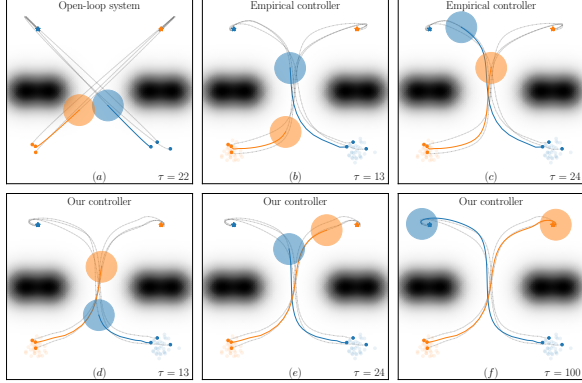 Open-loop system
Empirical controller
Empirical controller
(a)
τ = 22
(b)
τ = 13
(c)
τ = 24
Our controller
Our controller
Our controller
(d)
τ = 13
(e)
τ = 24
(f)
τ = 100